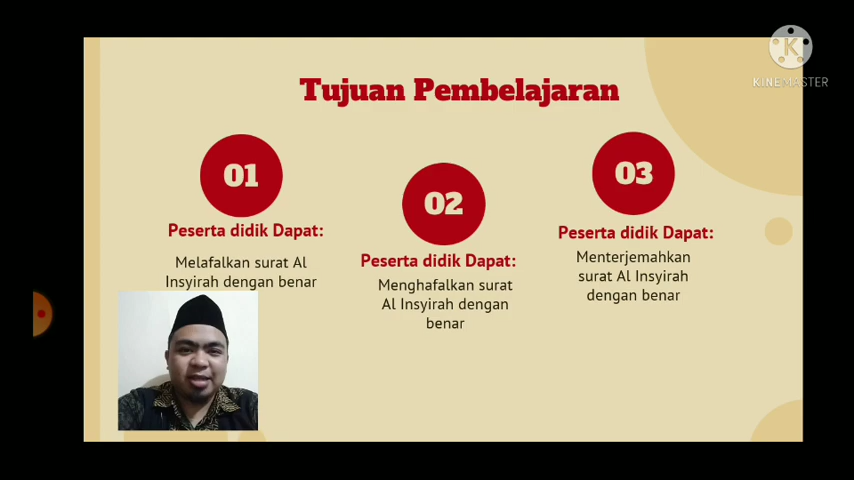 Tujuan Pembelajaran
01
Peserta didik Dapat:
Melafalkan surat Al
Insyirah dengan benar
02
Peserta didik Dapat:
Menghafalkan surat
Al Insyirah dengan
benar
03
Peserta didik Dapat:
Menterjemahkan
surat Al Insyirah
dengan benar
K
KINEMASTER